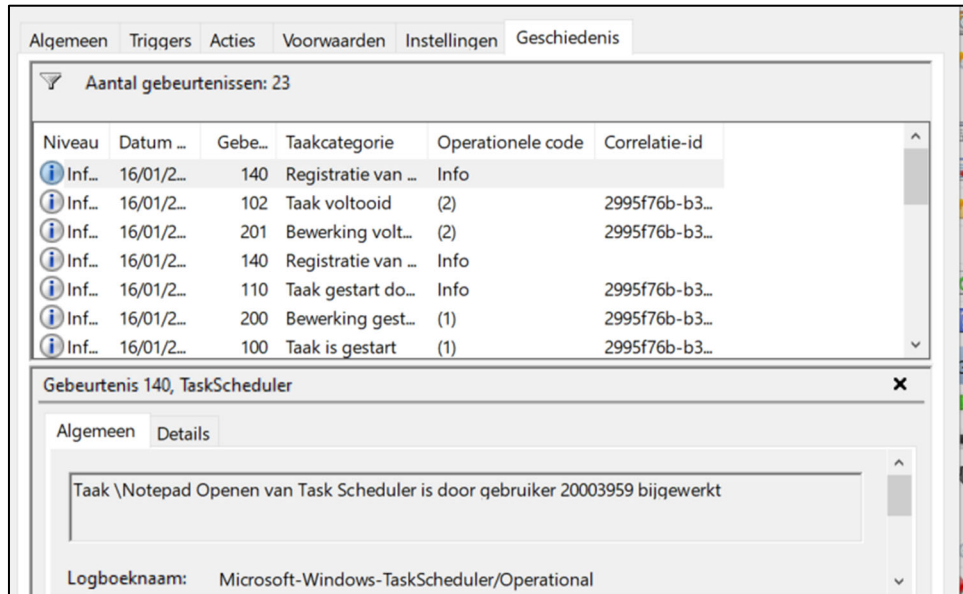 Algemeen Triggers Acties Voorwaarden Instellingen Geschiedenis
Aantal gebeurtenissen: 23
Niveau Datum ... Gebe... Taakcategorie Operationele code Correlatie-id
Inf... 16/01/2... 140 Registratie van ... Info
Inf... 16/01/2... 102 Taak voltooid (2) 2995f76b-b3...
Inf... 16/01/2... 201 Bewerking volt... (2) 2995f76b-b3...
Inf... 16/01/2... 140 Registratie van ... Info
Inf... 16/01/2... 110 Taak gestart do... Info 2995f76b-b3...
Inf... 16/01/2... 200 Bewerking gest... (1) 2995f76b-b3...
Inf... 16/01/2... 100 Taak is gestart (1) 2995f76b-b3...
Gebeurtenis 140, TaskScheduler
Algemeen Details
Taak \Notepad Openen van Task Scheduler is door gebruiker 20003959 bijgewerkt
Logboeknaam: Microsoft-Windows-TaskScheduler/Operational